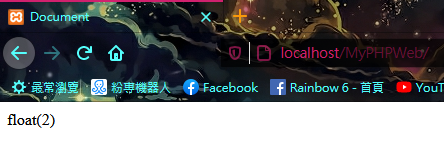 Document
localhost/MyPHPWeb/
最常瀏覽 粉專機器人 Facebook Rainbow 6 - 首頁 YouT
float(2)